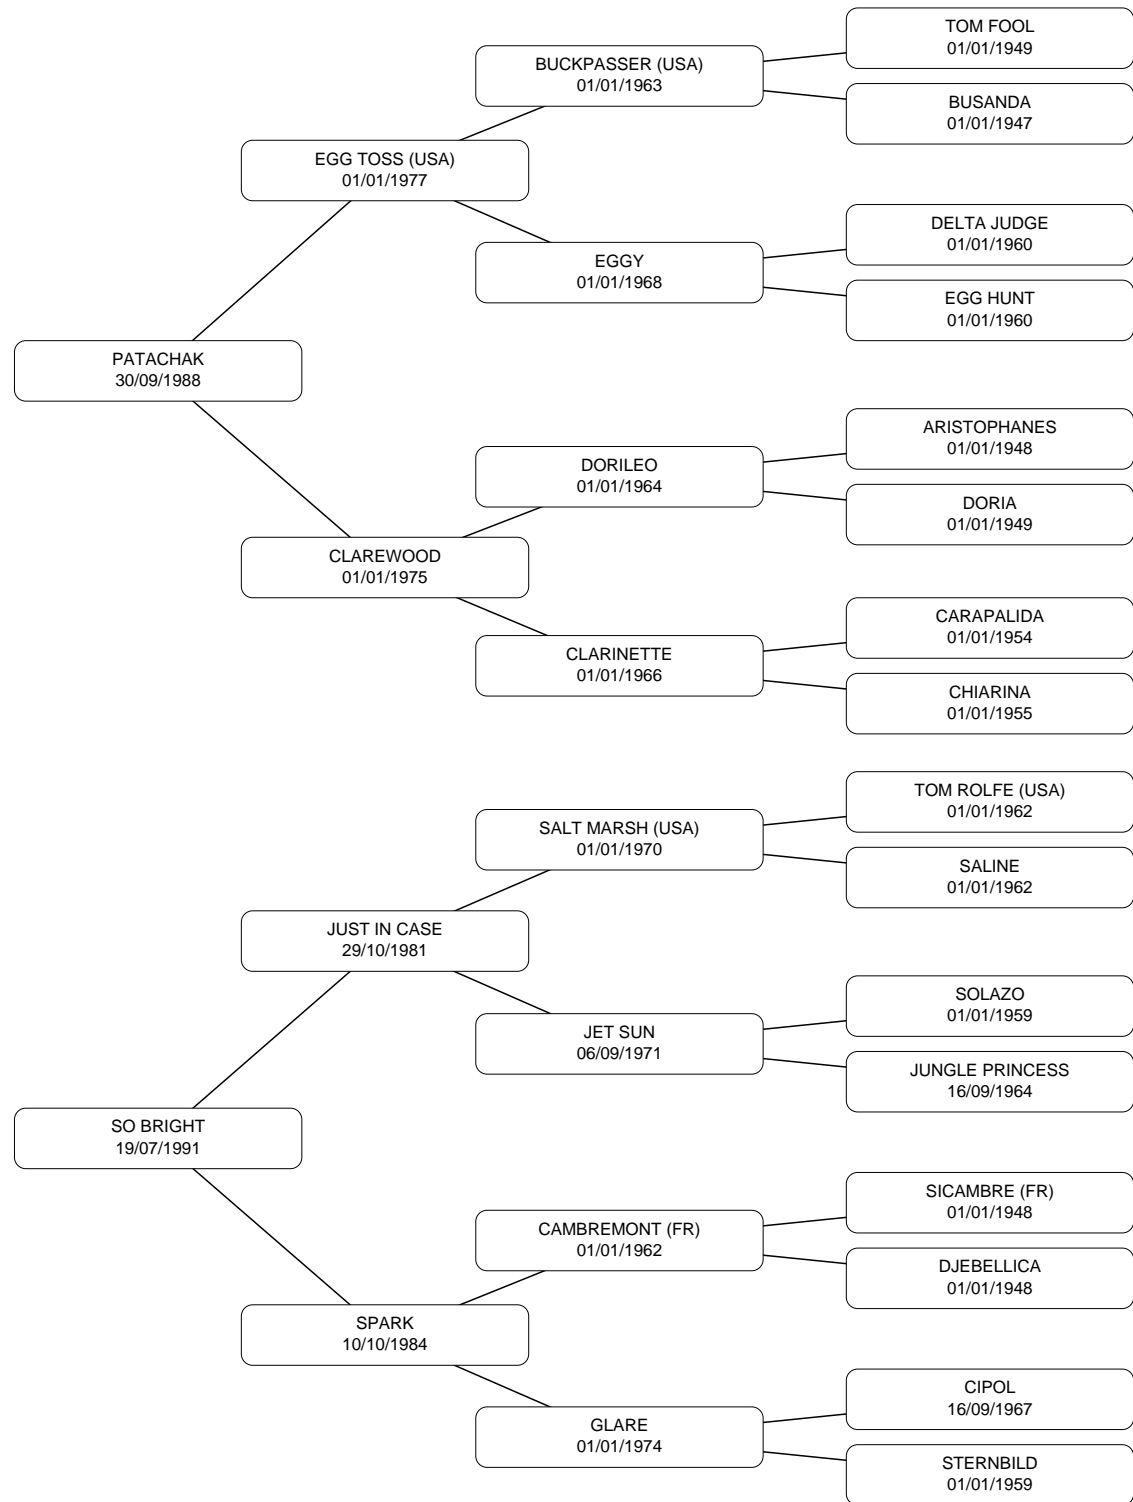 TOM FOOL
01/01/1949
BUCKPASSER (USA)
01/01/1963
BUSANDA
01/01/1947
EGG TOSS (USA)
01/01/1977
DELTA JUDGE
01/01/1960
EGGY
01/01/1968
EGG HUNT
01/01/1960
PATACHAK
30/09/1988
ARISTOPHANES
01/01/1948
DORILEO
01/01/1964
DORIA
01/01/1949
CLAREWOOD
01/01/1975
CARAPALIDA
01/01/1954
CLARINETTE
01/01/1966
CHIARINA
01/01/1955
TOM ROLFE (USA)
01/01/1962
SALT MARSH (USA)
01/01/1970
SALINE
01/01/1962
JUST IN CASE
29/10/1981
SOLAZO
01/01/1959
JET SUN
06/09/1971
JUNGLE PRINCESS
16/09/1964
SO BRIGHT
19/07/1991
SICAMBRE (FR)
01/01/1948
CAMBREMONT (FR)
01/01/1962
DJEBELLICA
01/01/1948
SPARK
10/10/1984
CIPOL
16/09/1967
GLARE
01/01/1974
STERNBILD
01/01/1959